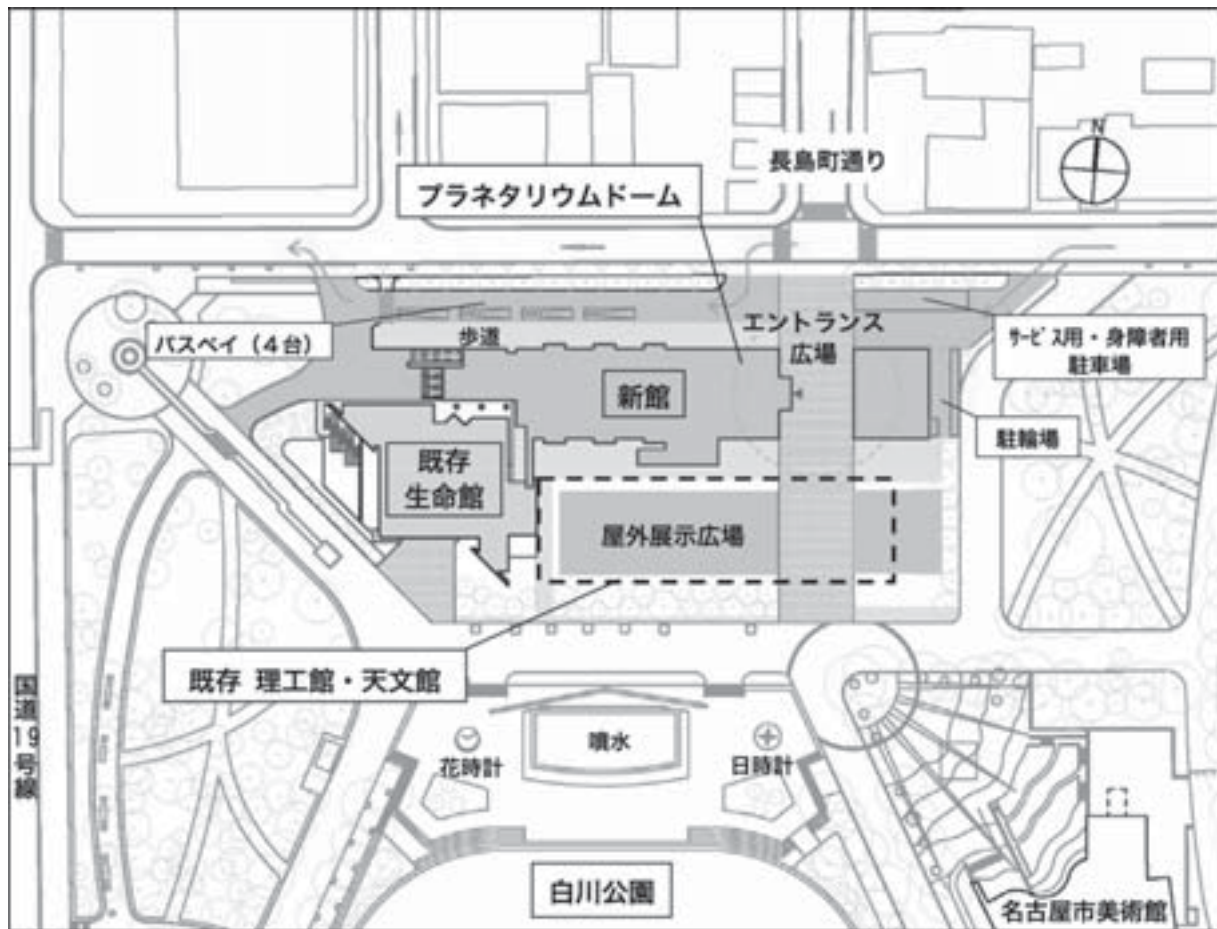 N
長島町通り
プラネタリウムドーム
バスベイ（4台）
歩道
エントランス
広場
サービス用・身障者用
駐車場
新館
駐輪場
既存
生命館
屋外展示広場
既存 理工館・天文館
国道19号線
噴水
花時計
日時計
白川公園
名古屋市美術館